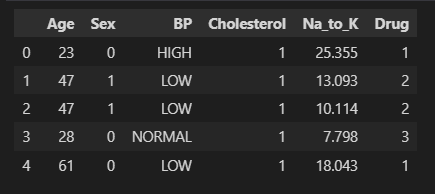 Age Sex BP Cholesterol Na_to_K Drug
0 23 0 HIGH 1 25.355 1
1 47 1 LOW 1 13.093 2
2 47 1 LOW 1 10.114 2
3 28 0 NORMAL 1 7.798 3
4 61 0 LOW 1 18.043 1